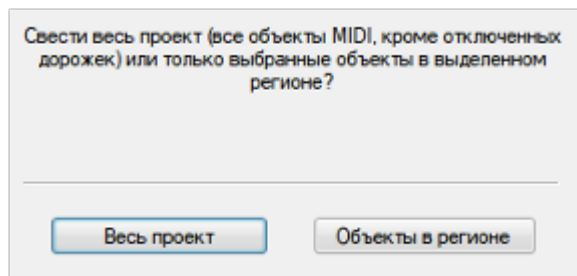 Свести весь проект (все объекты MIDI, кроме отключенных
дорожек) или только выбранные объекты в выделенном
регионе?
Весь проект
Объекты в регионе